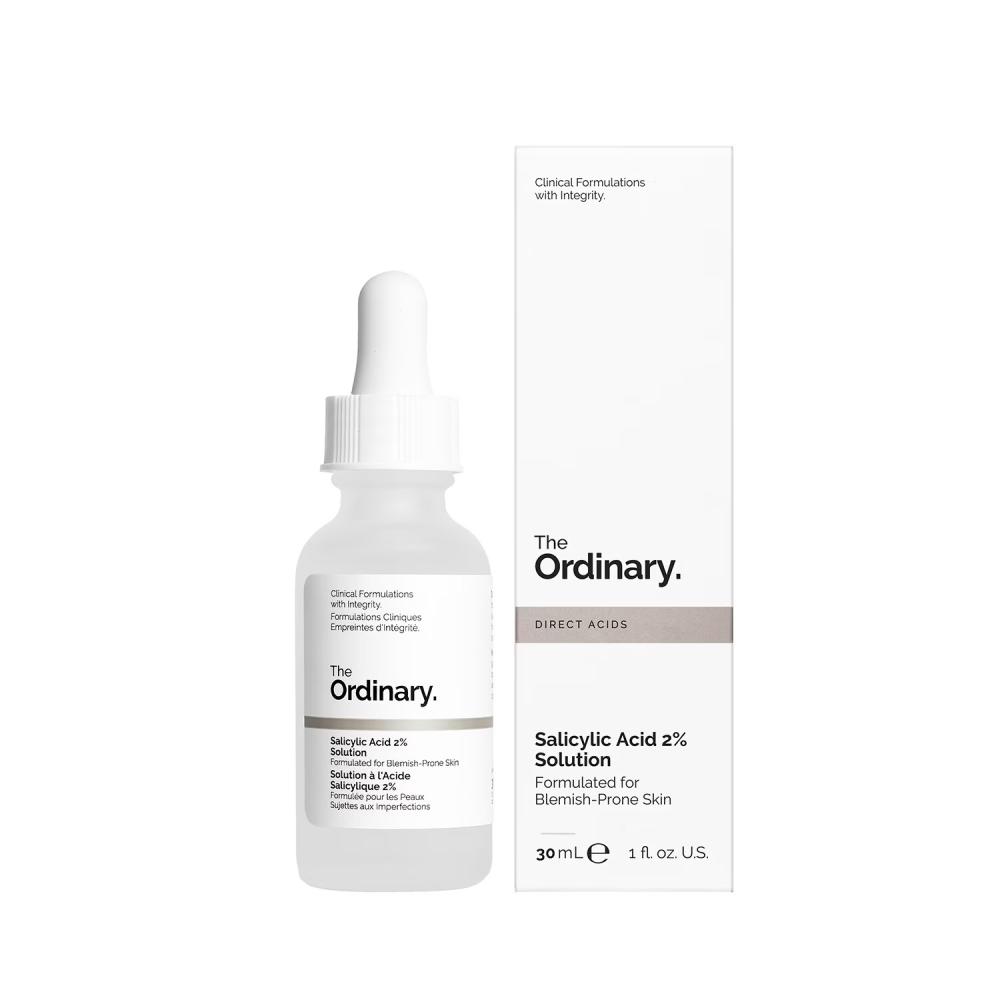 Clinical Formulations
with Integrity.
Formulations Cliniques
Empreintes d'Intégrité.
The
Ordinary.
Salicylic Acid 2%
Solution
Formulated for Blemish-Prone Skin
Solution à l'Acide
Salicylique 2%
Formulée pour les Peaux
Sujettes aux Imperfections
Clinical Formulations
with Integrity.
The
Ordinary.
DIRECT ACIDS
Salicylic Acid 2%
Solution
Formulated for
Blemish-Prone Skin
30 mL ℮ 1 fl. oz. U.S.